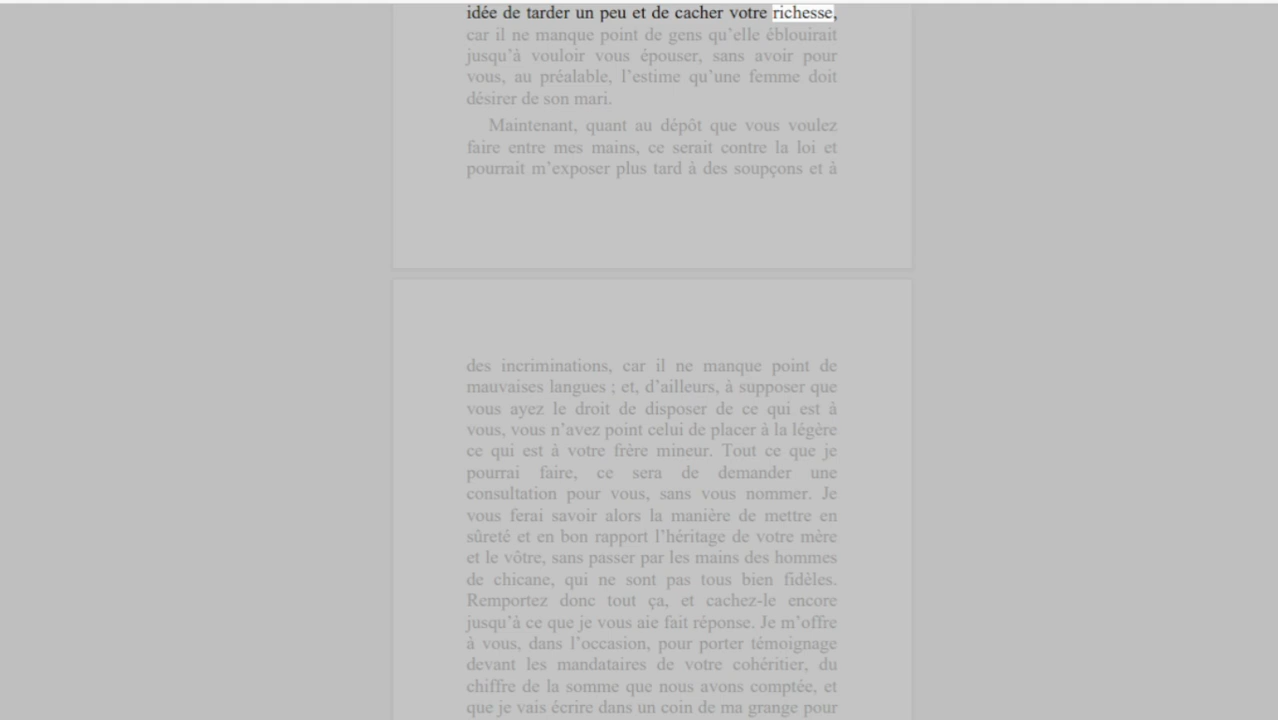 idée de tarder un peu et de cacher votre richesse,
car il ne manque point de gens qu’elle éblouirait
jusqu’à vouloir vous épouser, sans avoir pour
vous, au préalable, l’estime qu’une femme doit
désirer de son mari.
Maintenant, quant au dépôt que vous voulez
faire entre mes mains, ce serait contre la loi et
pourrait m’exposer plus tard à des soupçons et à
des incriminations, car il ne manque point de
mauvaises langues ; et, d’ailleurs, à supposer que
vous ayez le droit de disposer de ce qui est à
vous, vous n’avez point celui de placer à la légère
ce qui est à votre frère mineur. Tout ce que je
pourrai faire, ce sera de demander une
consultation pour vous, sans vous nommer. Je
vous ferai savoir alors la manière de mettre en
sûreté et en bon rapport l’héritage de votre mère
et le vôtre, sans passer par les mains des hommes
de chicane, qui ne sont pas tous bien fidèles.
Remportez donc tout ça, et cachez-le encore
jusqu’à ce que je vous aie fait réponse. Je m’offre
à vous, dans l’occasion, pour porter témoignage
devant les mandataires de votre cohéritier, du
chiffre de la somme que nous avons comptée, et
que je vais écrire dans un coin de ma grange pour